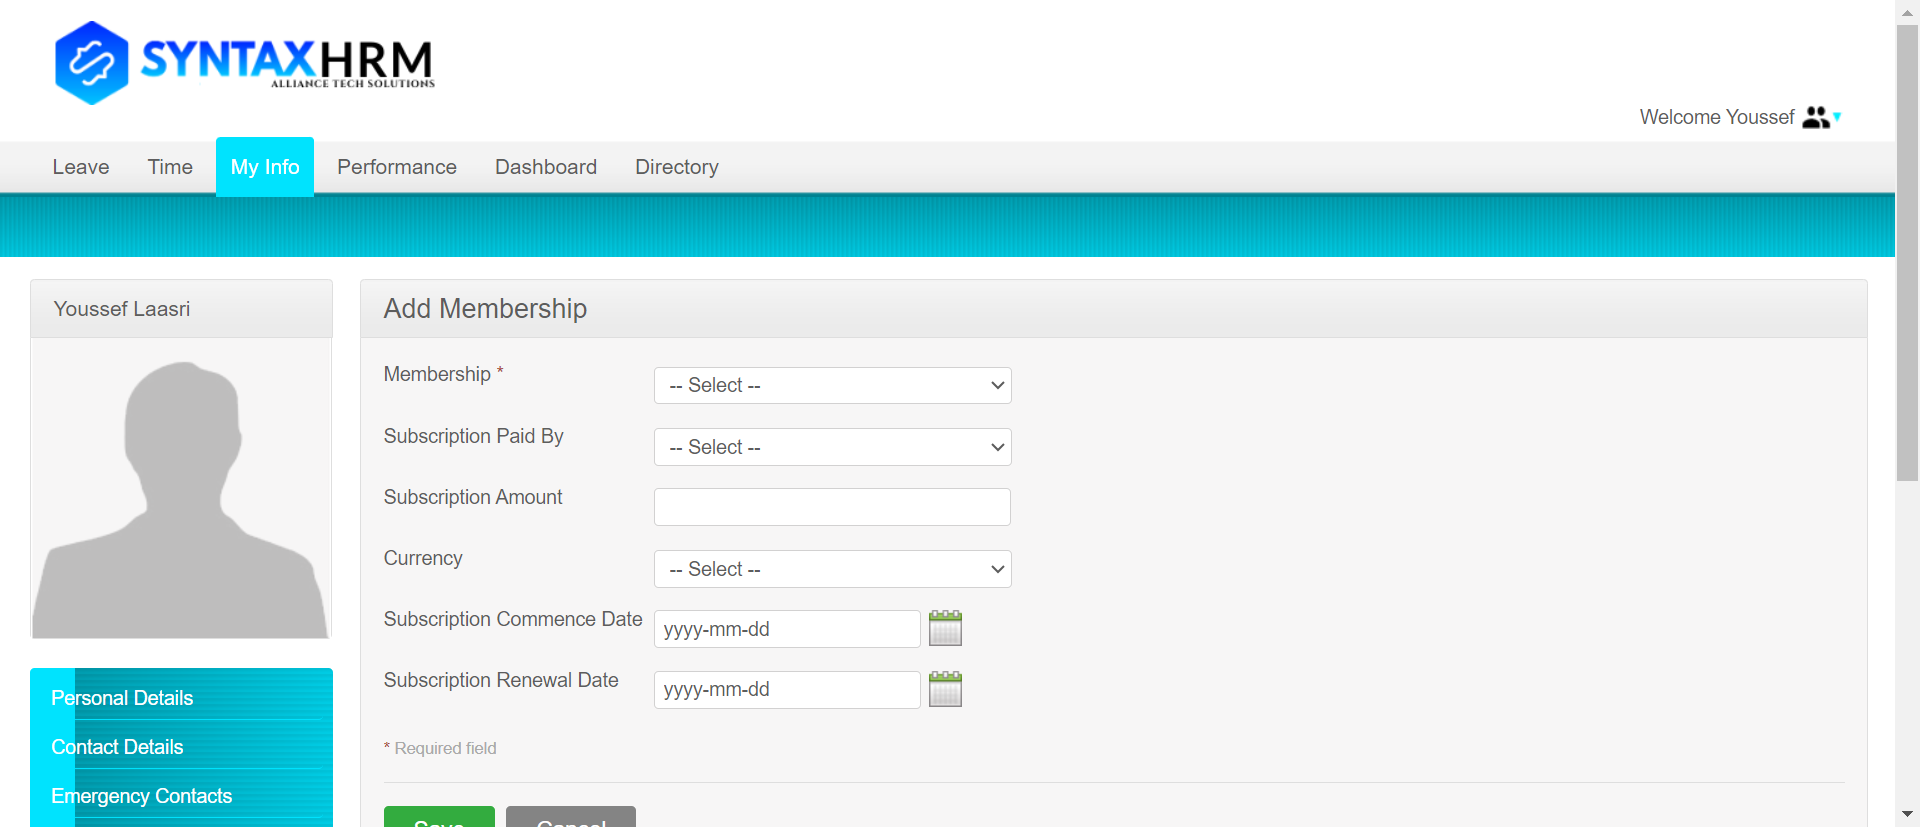 SYNTAXHRM
ALLIANCE TECH SOLUTIONS
Welcome Youssef
Leave Time My Info Performance Dashboard Directory
Youssef Laasri
Add Membership
Membership *
-- Select --
Subscription Paid By
-- Select --
Subscription Amount
Currency
-- Select --
Subscription Commence Date
yyyy-mm-dd
Subscription Renewal Date
yyyy-mm-dd
* Required field
Save Cancel
Personal Details
Contact Details
Emergency Contacts